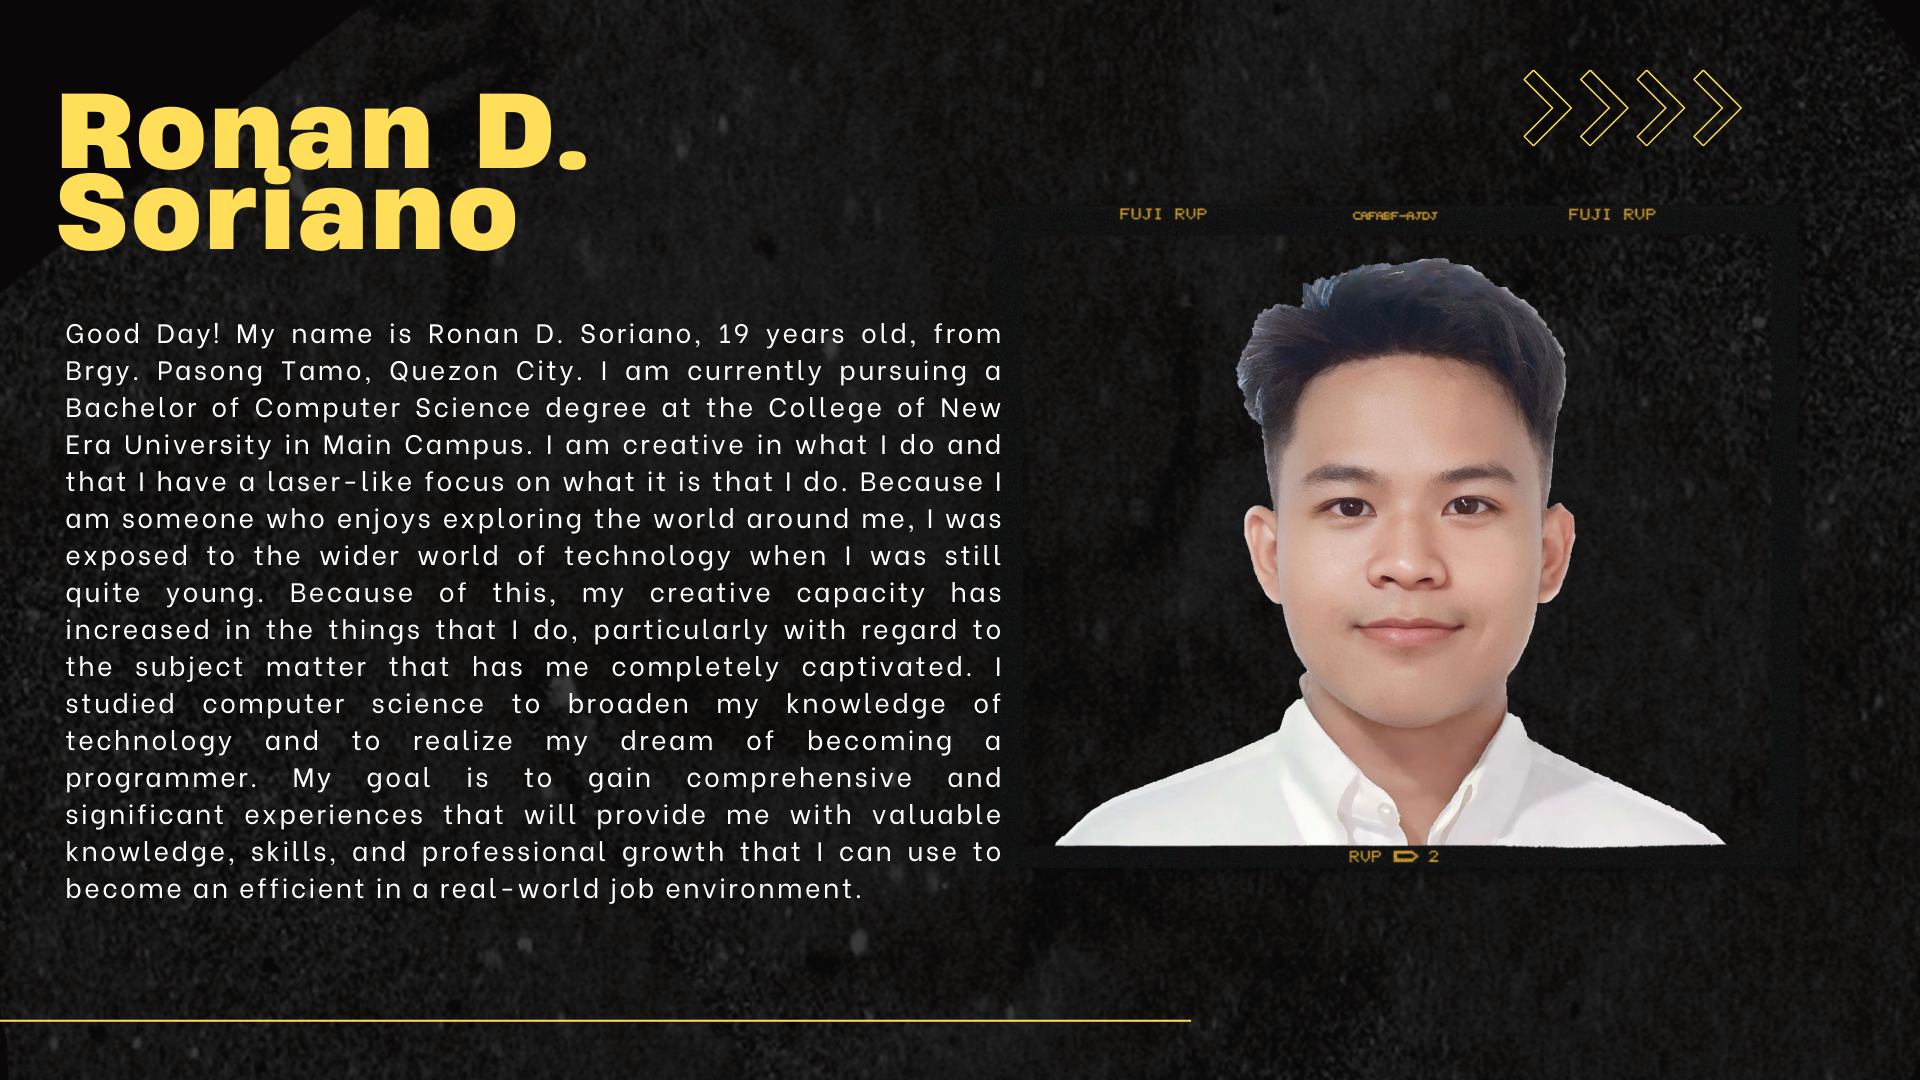 Ronan D.
Soriano
FUJI RVP
CAFABF-AJDJ
FUJI RVP
Good Day! My name is Ronan D. Soriano, 19 years old, from
Brgy. Pasong Tamo, Quezon City. I am currently pursuing a
Bachelor of Computer Science degree at the College of New
Era University in Main Campus. I am creative in what I do and
that I have a laser-like focus on what it is that I do. Because I
am someone who enjoys exploring the world around me, I was
exposed to the wider world of technology when I was still
quite young. Because of this, my creative capacity has
increased in the things that I do, particularly with regard to
the subject matter that has me completely captivated. I
studied computer science to broaden my knowledge of
technology and to realize my dream of becoming a
programmer. My goal is to gain comprehensive and
significant experiences that will provide me with valuable
knowledge, skills, and professional growth that I can use to
become an efficient in a real-world job environment.
RVP 2